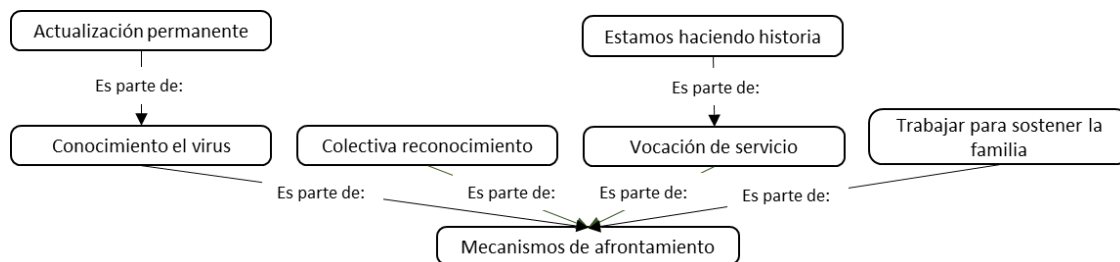 Actualización permanente
Estamos haciendo historia
Es parte de:
Es parte de:
Conocimiento el virus
Colectiva reconocimiento
Vocación de servicio
Trabajar para sostener la
familia
Es parte de:
Es parte de:
Es parte de:
Es parte de:
Mecanismos de afrontamiento